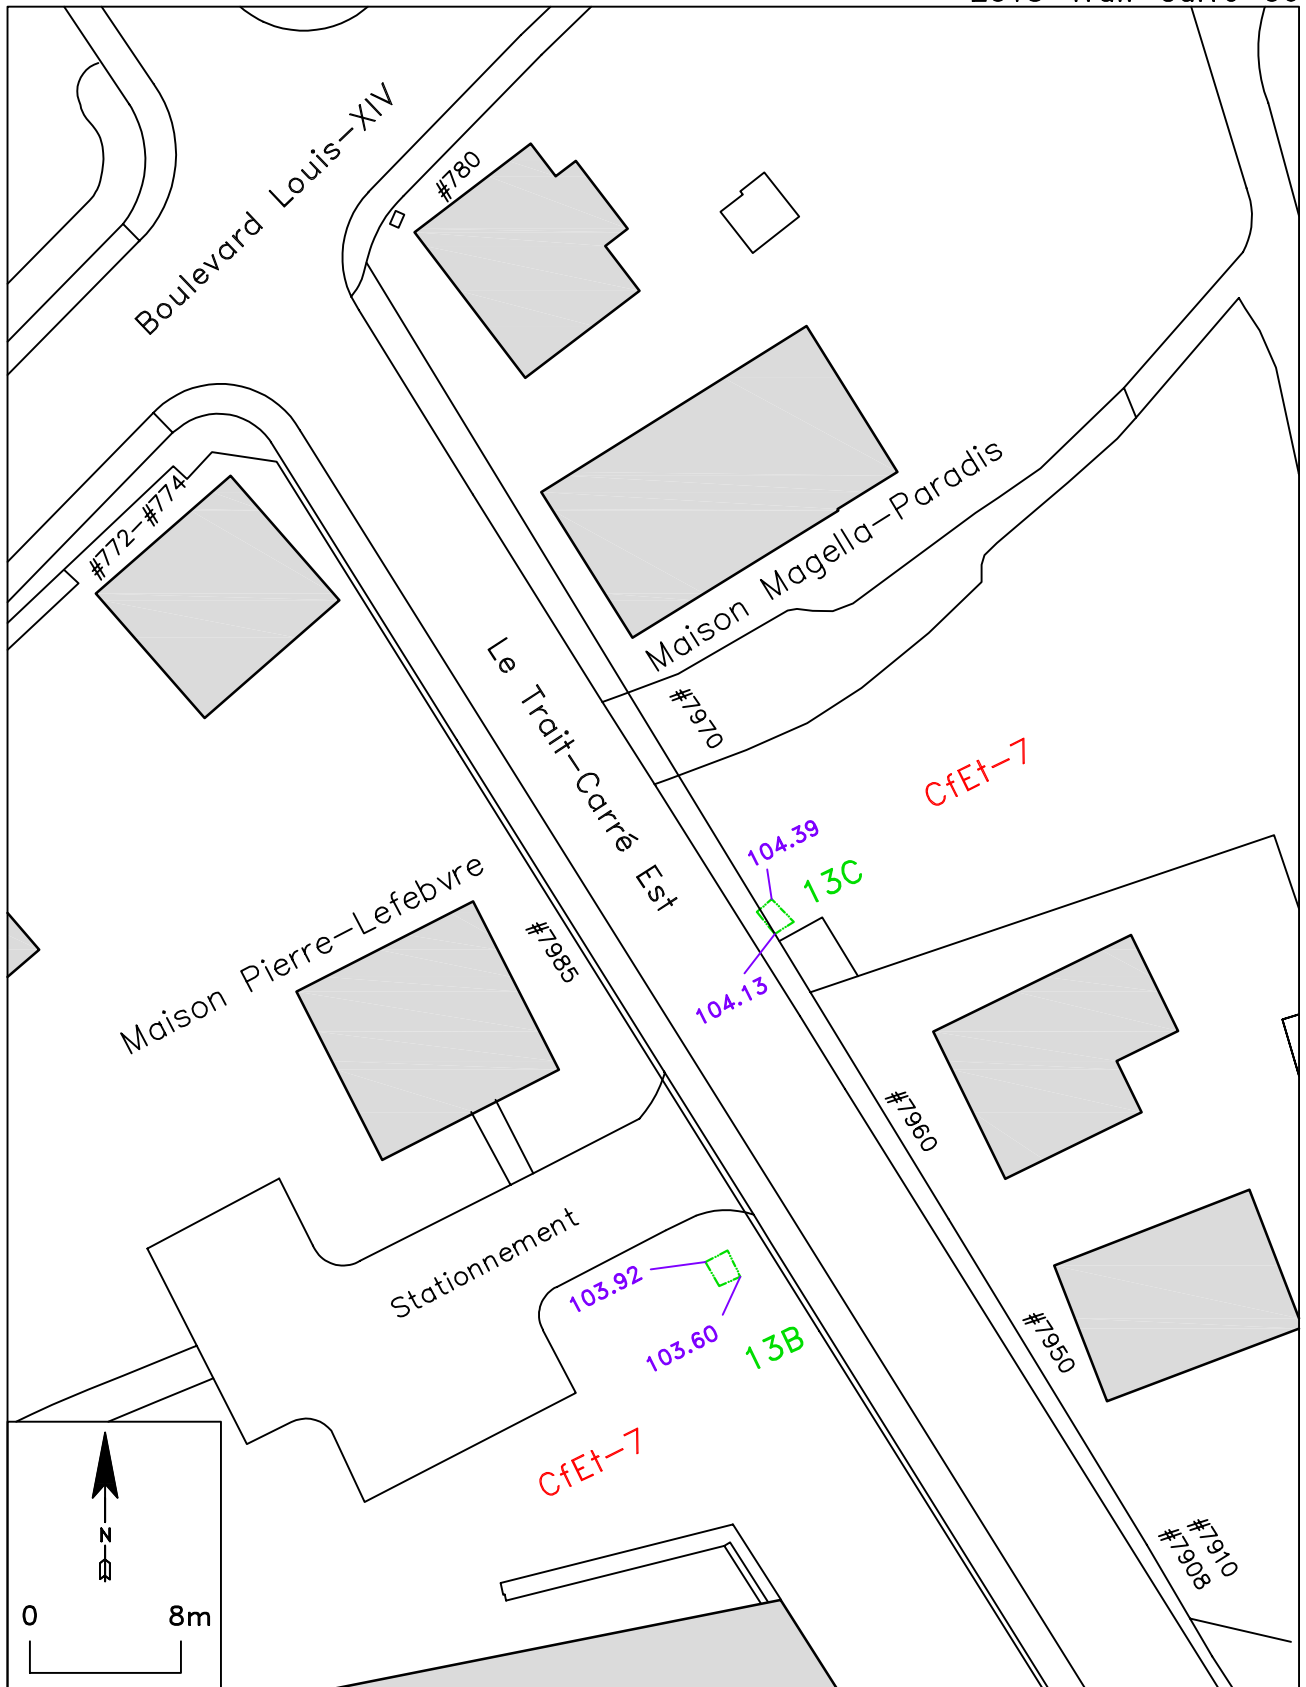 Boulevard Louis-XIV
#780
#772-#774
Maison Magella-Paradis
#7970
Le Trait-Carré Est
CfEt-7
104.39
13C
104.13
Maison Pierre-Lefebvre
#7985
#7960
Stationnement
103.92
103.60
13B
#7950
CfEt-7
#7910
#7908
N
0 8m